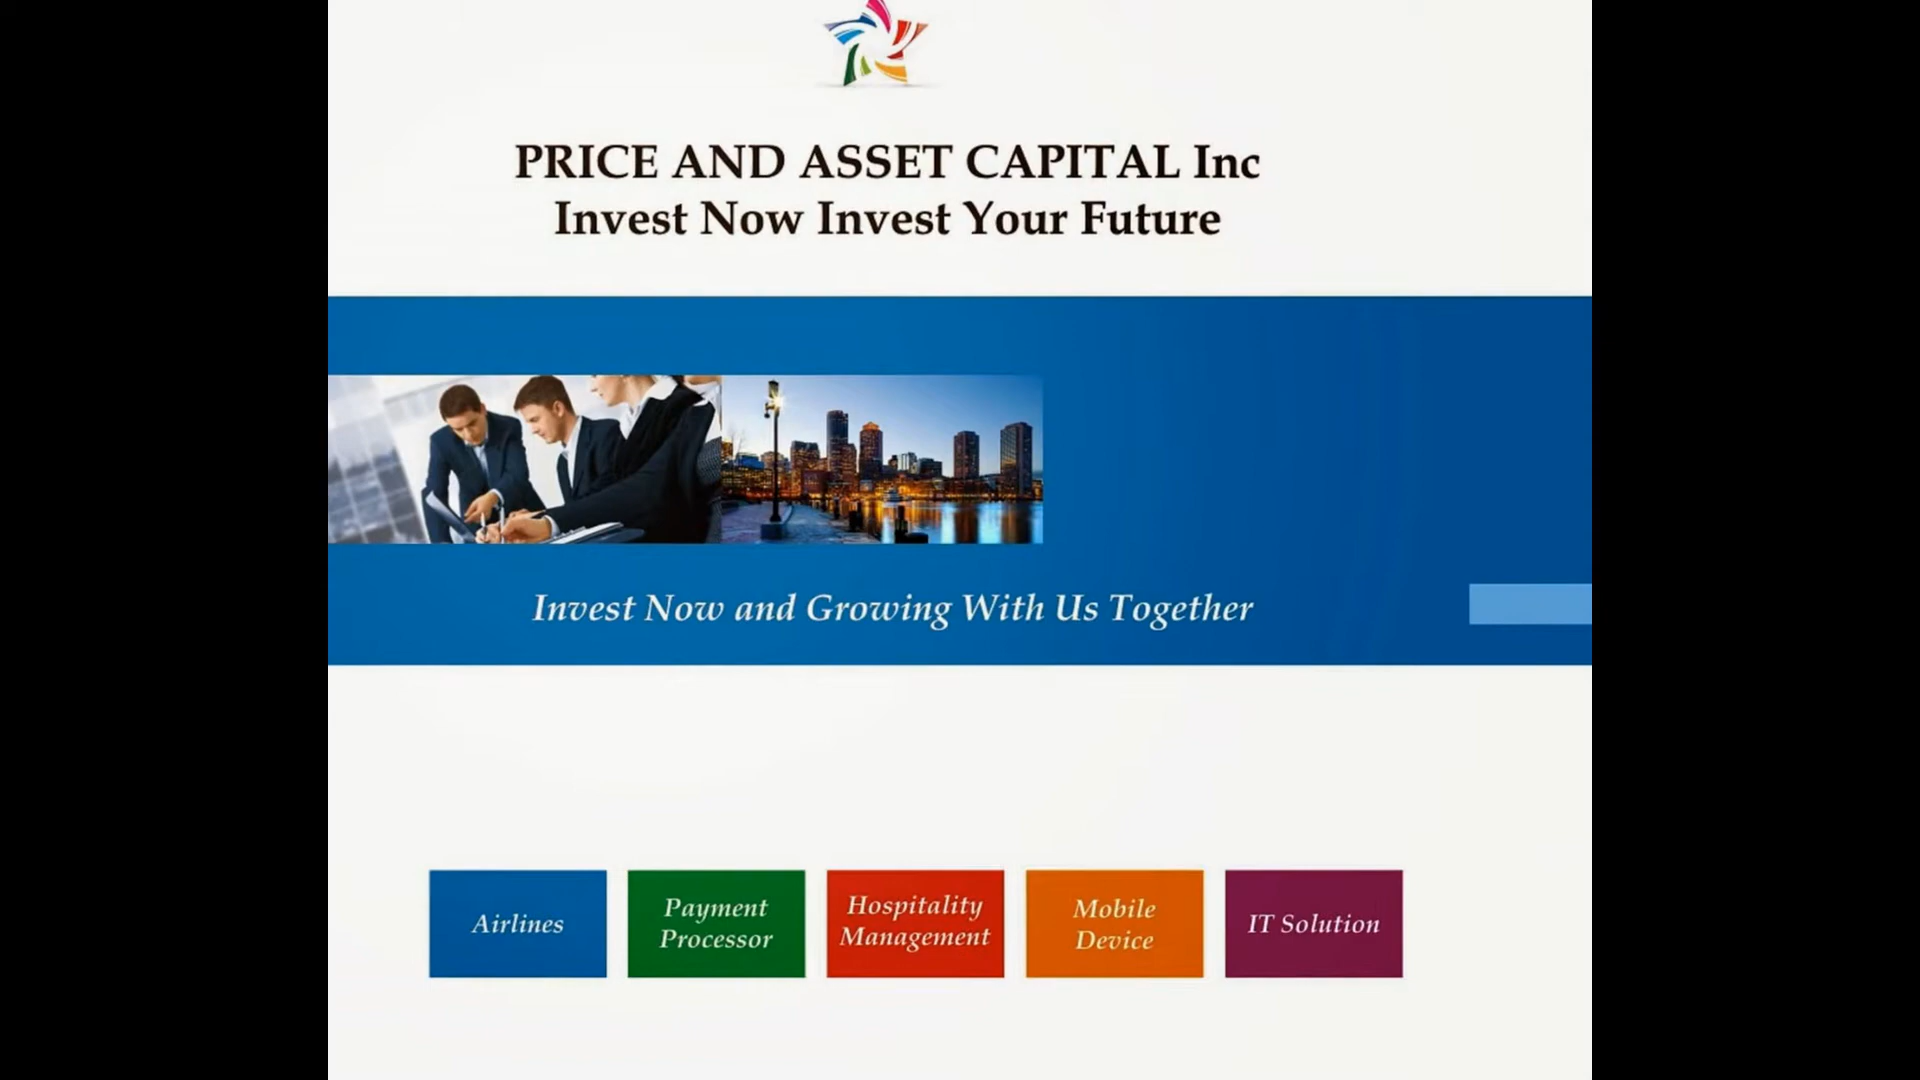 PRICE AND ASSET CAPITAL Inc
Invest Now Invest Your Future
Invest Now and Growing With Us Together
Airlines
Payment
Processor
Hospitality
Management
Mobile
Device
IT Solution